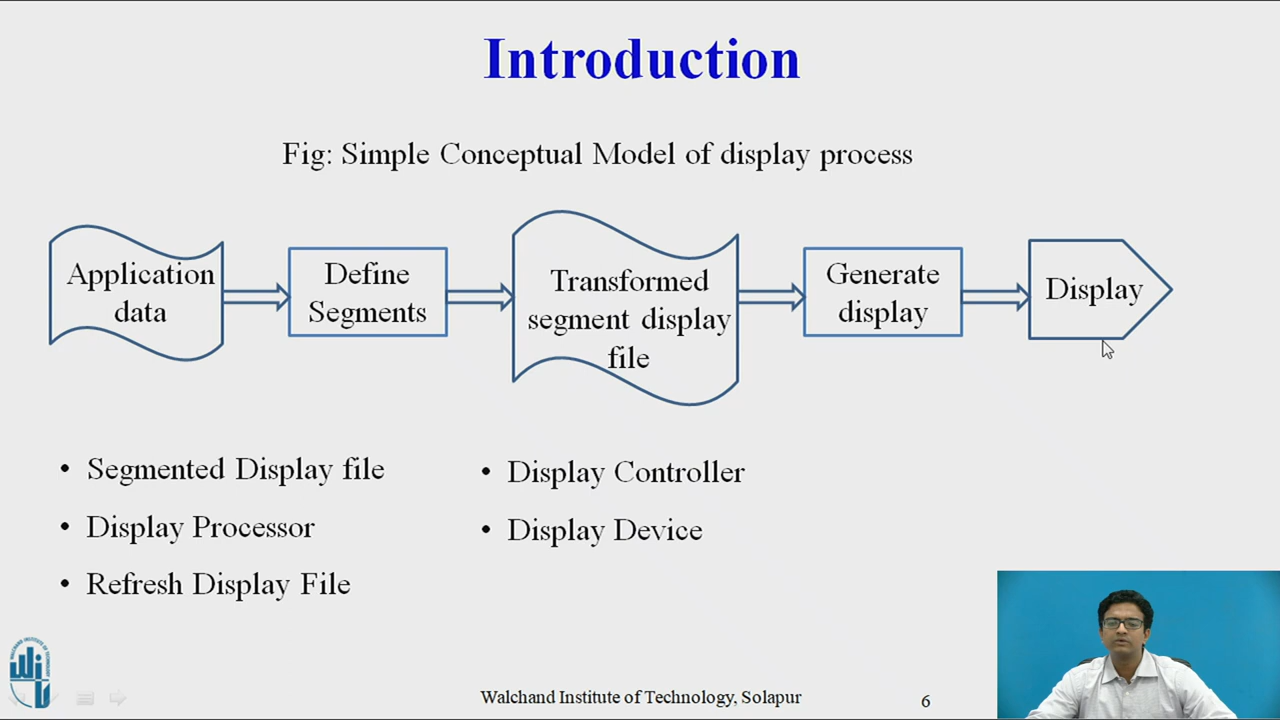 Introduction
Fig: Simple Conceptual Model of display process
Application
data
Define
Segments
Transformed
segment display
file
Generate
display
Display
• Segmented Display file
• Display Processor
• Refresh Display File
• Display Controller
• Display Device
Walchand Institute of Technology, Solapur
6